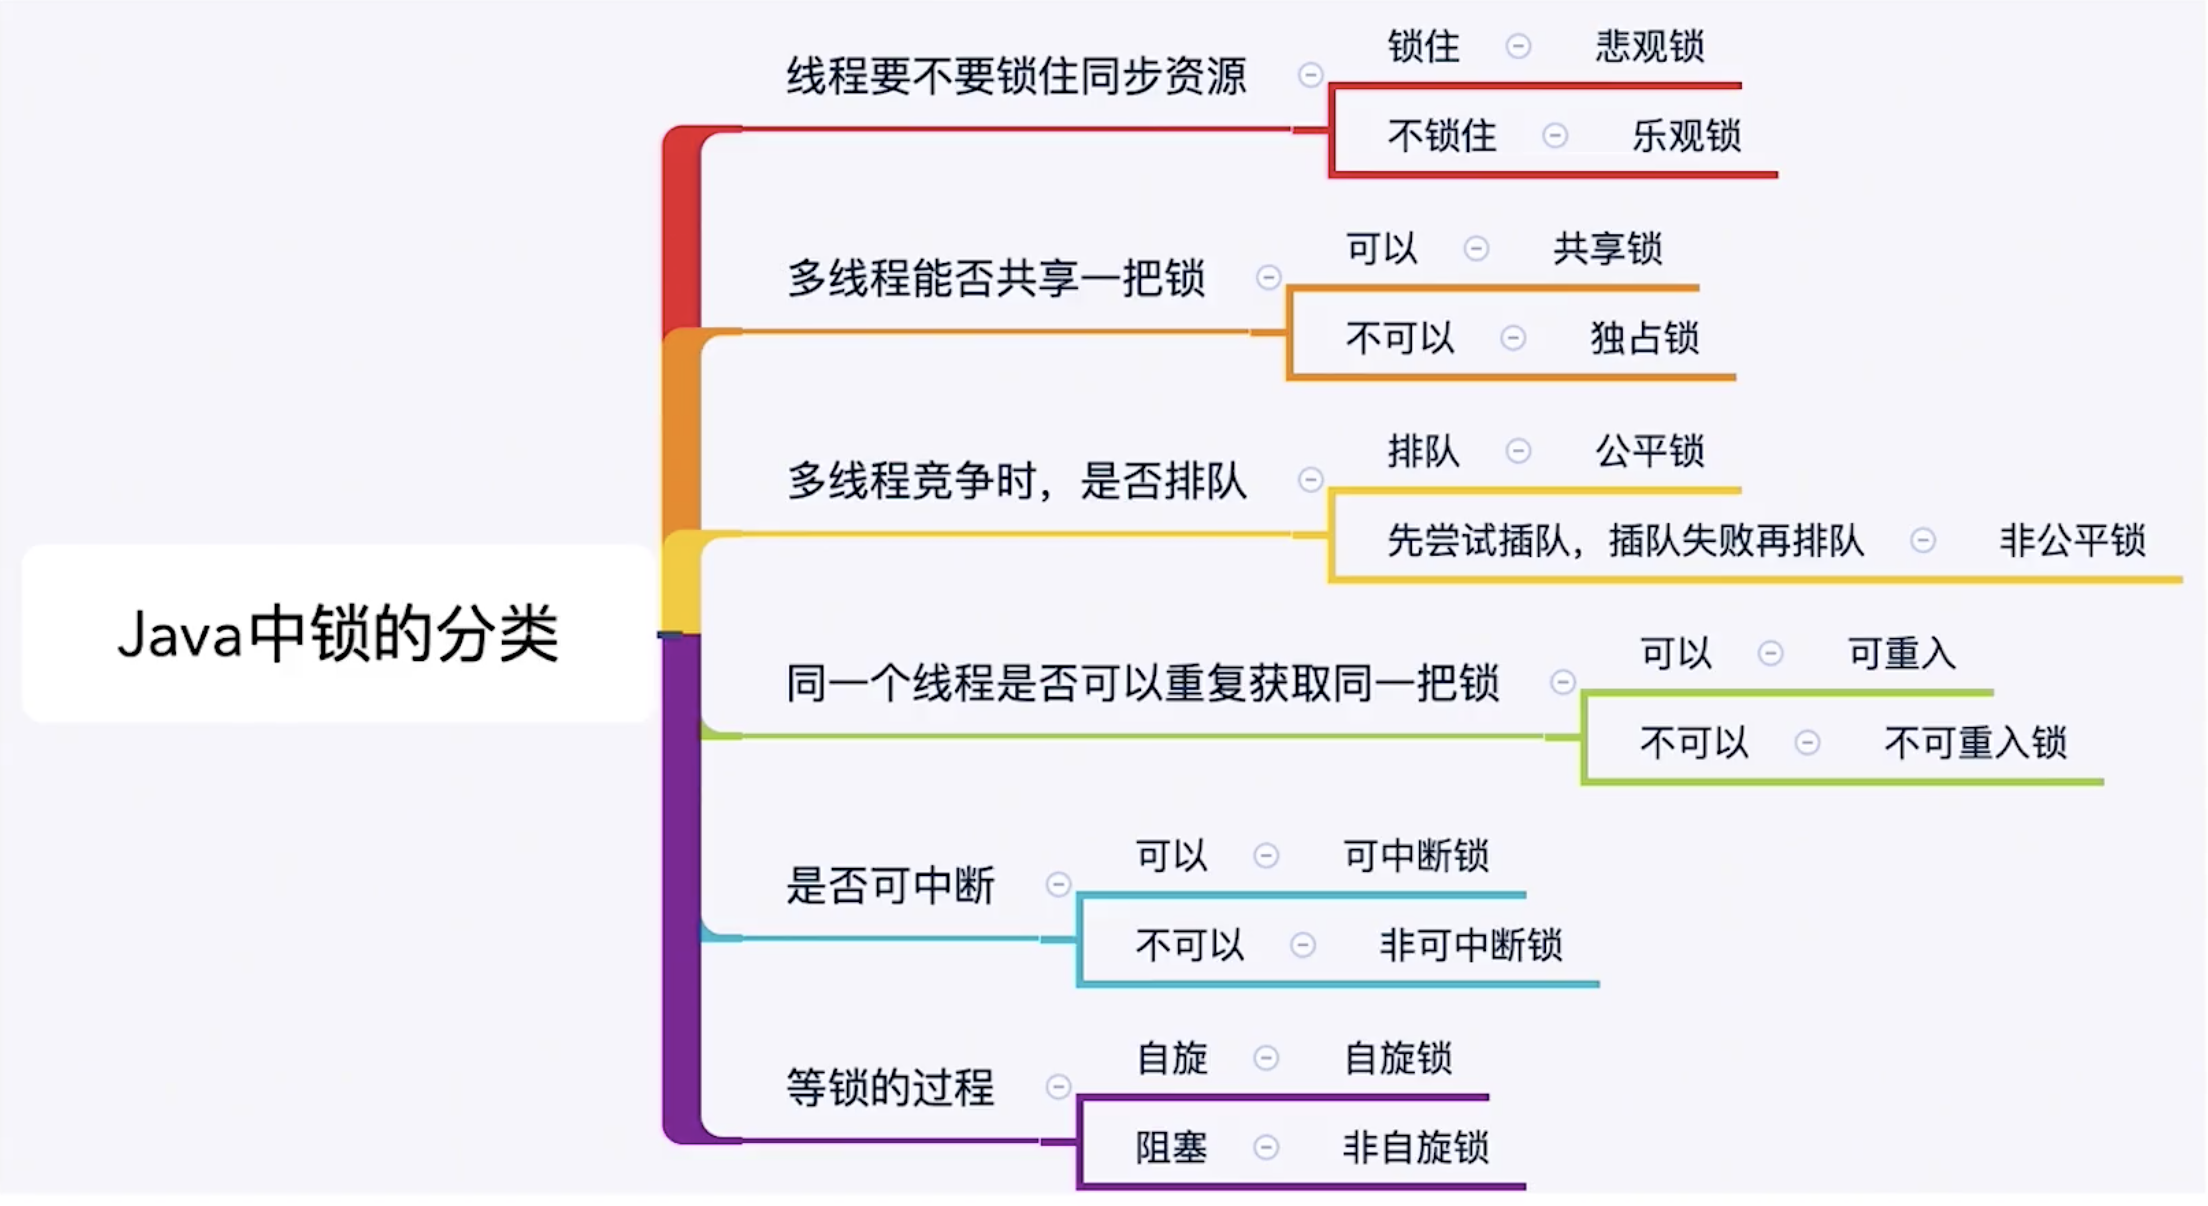 Java中锁的分类
线程要不要锁住同步资源
锁住 悲观锁
不锁住 乐观锁
多线程能否共享一把锁
可以 共享锁
不可以 独占锁
多线程竞争时，是否排队
排队 公平锁
先尝试插队，插队失败再排队 非公平锁
同一个线程是否可以重复获取同一把锁
可以 可重入
不可以 不可重入锁
是否可中断
可以 可中断锁
不可以 非可中断锁
等锁的过程
自旋 自旋锁
阻塞 非自旋锁